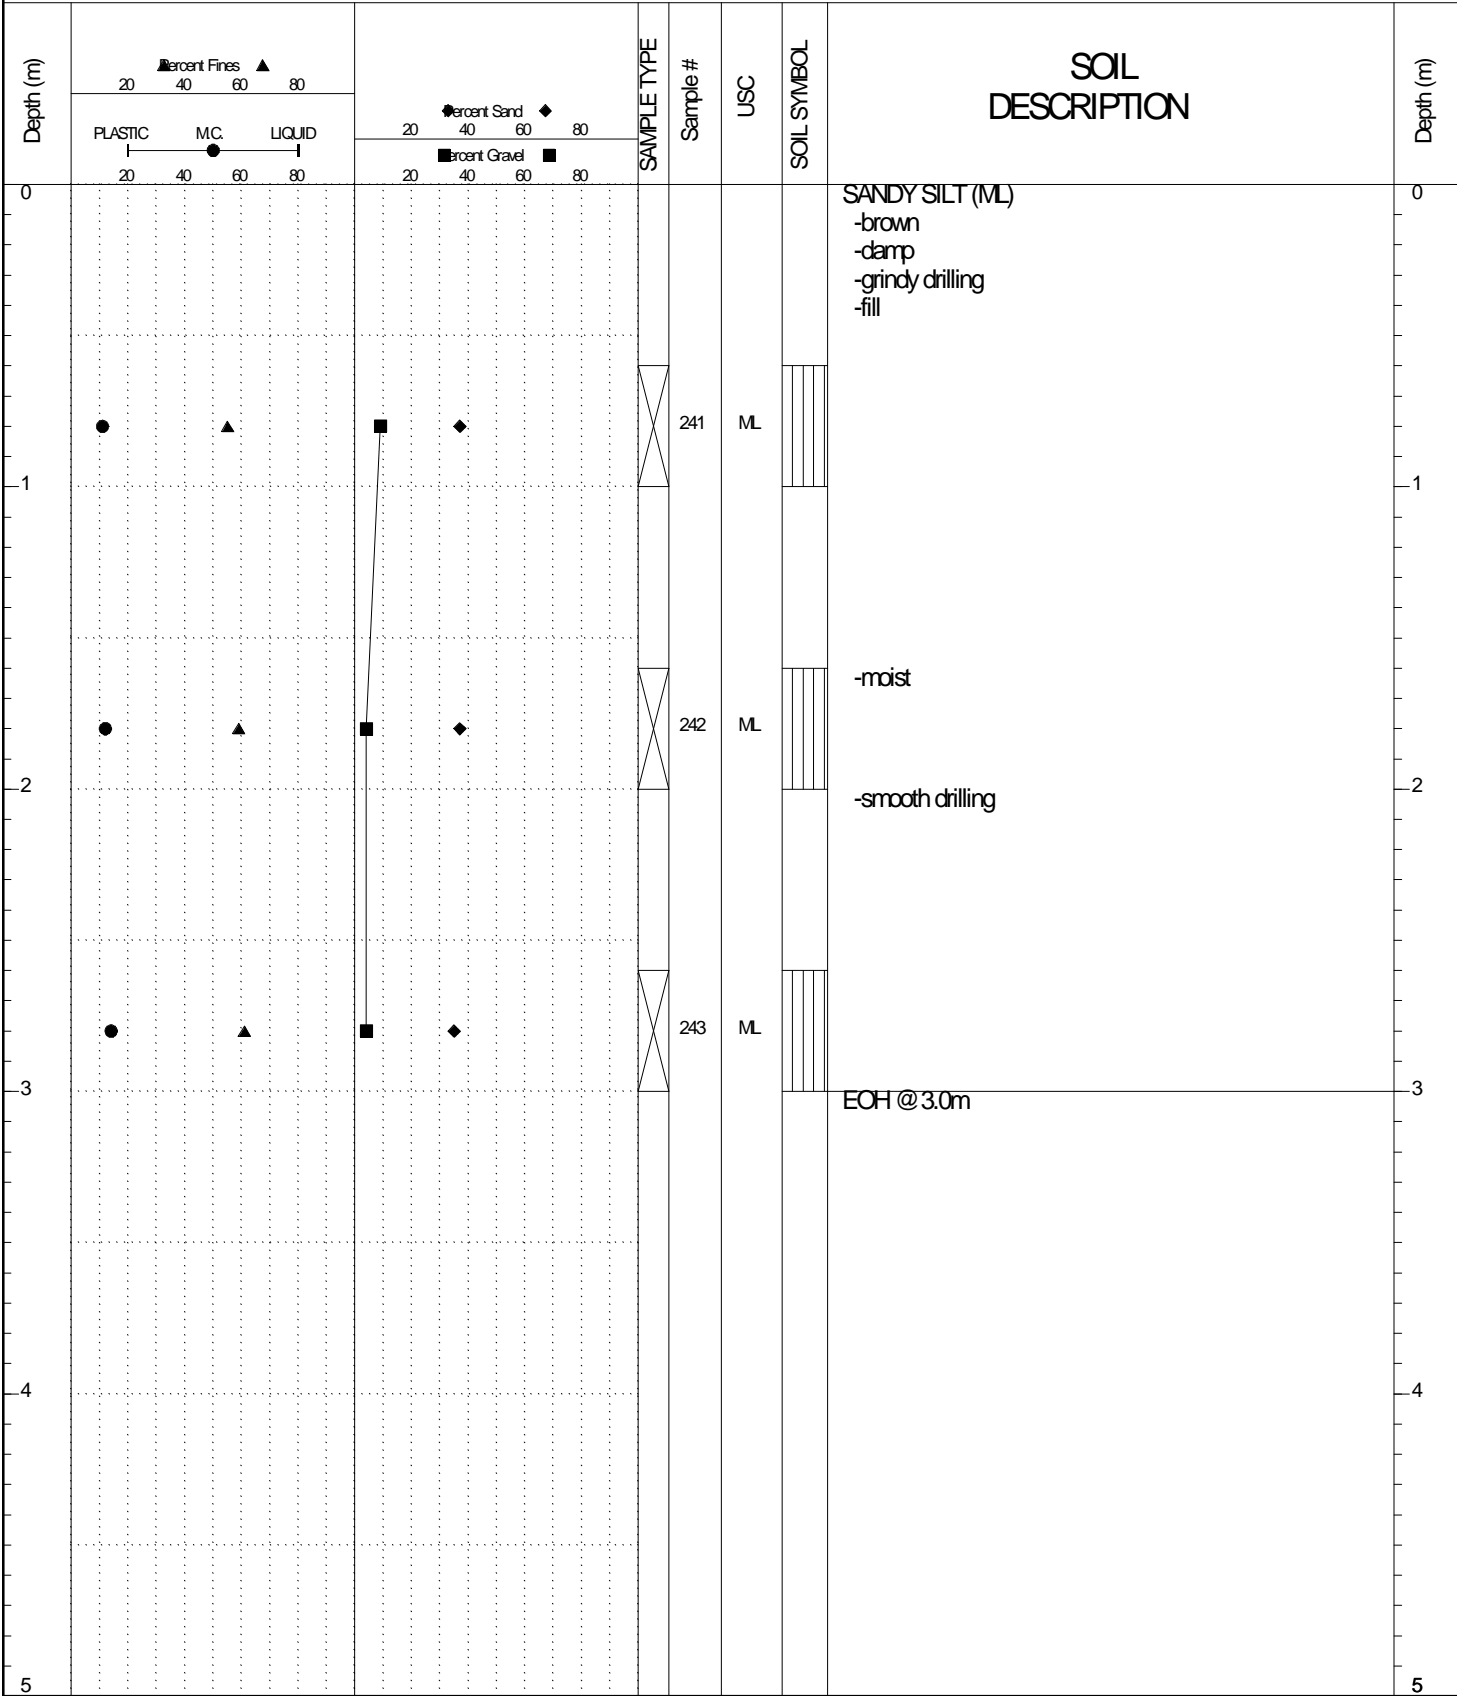 Depth (m)
Percent Fines
20 40 60 80
PLASTIC M.C. LIQUID
20 40 60 80
Percent Sand
20 40 60 80
Percent Gravel
20 40 60 80
SAMPLE TYPE
Sample #
USC
SOIL SYMBOL
SOIL
DESCRIPTION
Depth (m)
0 SANDY SILT (ML) 0
-brown
-damp
-grindy drilling
-fill
241 ML
1 1
-moist
242 ML
2 2
-smooth drilling
243 ML
3 3
EOH @ 3.0m
4 4
5 5